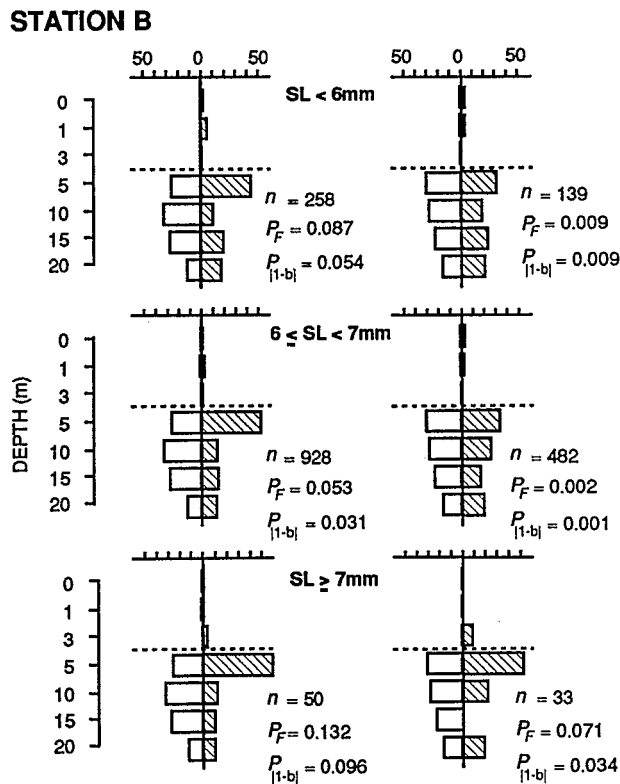 STATION B
50 0 50 50 0 50
SL < 6mm
0
1
3
5
10
15
20
n = 258
P_F = 0.087
P_|1-b| = 0.054
n = 139
P_F = 0.009
P_|1-b| = 0.009
DEPTH (m)
6 ≤ SL < 7mm
0
1
3
5
10
15
20
n = 928
P_F = 0.053
P_|1-b| = 0.031
n = 482
P_F = 0.002
P_|1-b| = 0.001
SL ≥ 7mm
0
1
3
5
10
15
20
n = 50
P_F = 0.132
P_|1-b| = 0.096
n = 33
P_F = 0.071
P_|1-b| = 0.034